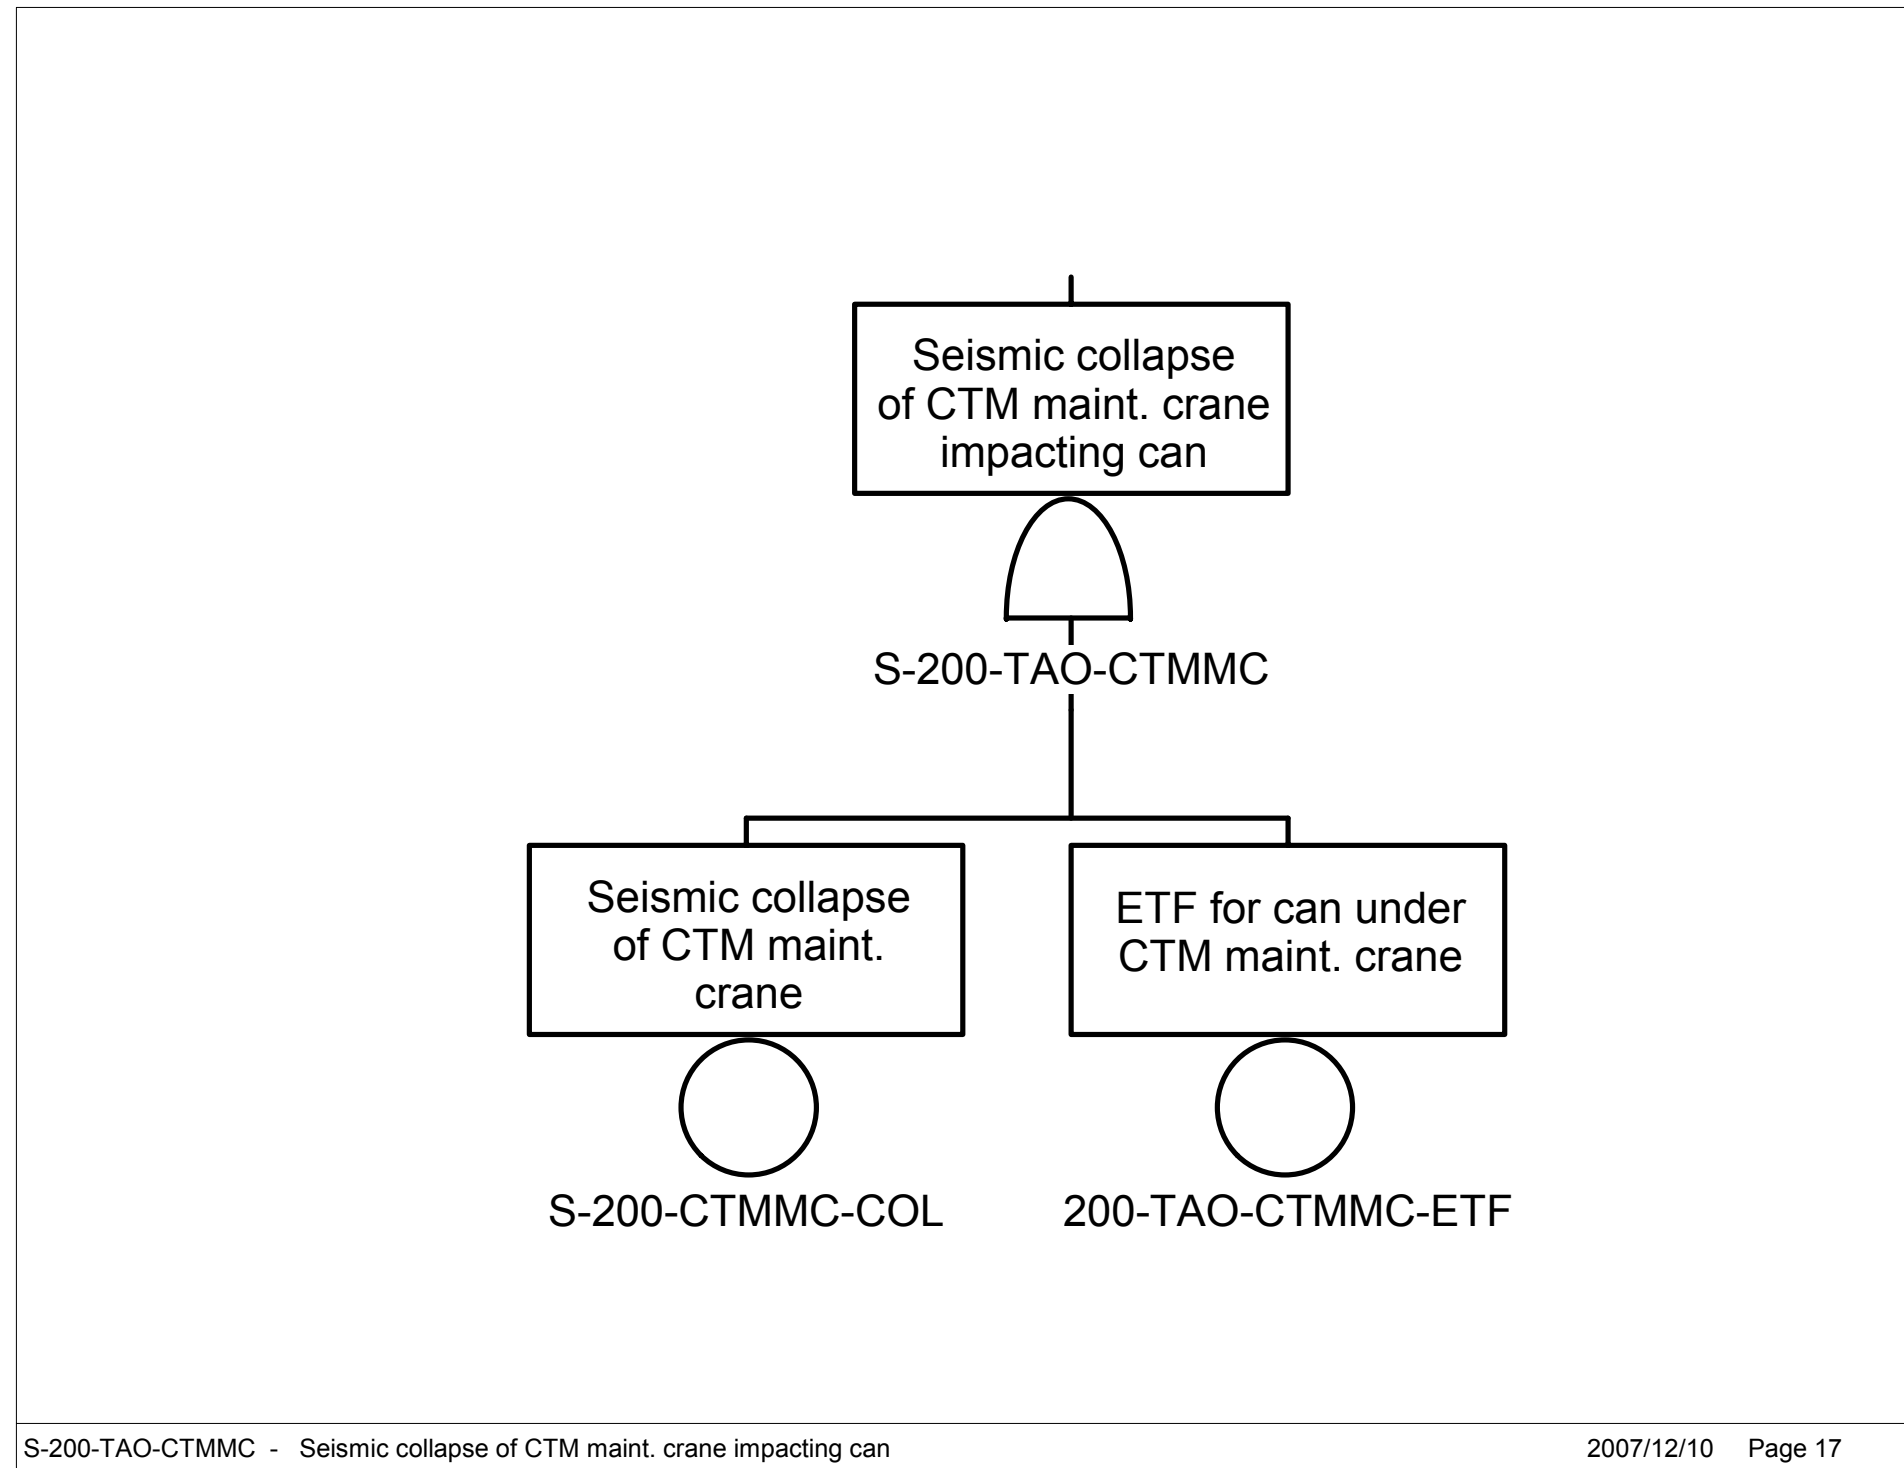 Seismic collapse
of CTM maint. crane
impacting can
S-200-TAO-CTMMC
Seismic collapse
of CTM maint.
crane
S-200-CTMMC-COL
ETF for can under
CTM maint. crane
200-TAO-CTMMC-ETF
S-200-TAO-CTMMC - Seismic collapse of CTM maint. crane impacting can
2007/12/10 Page 17